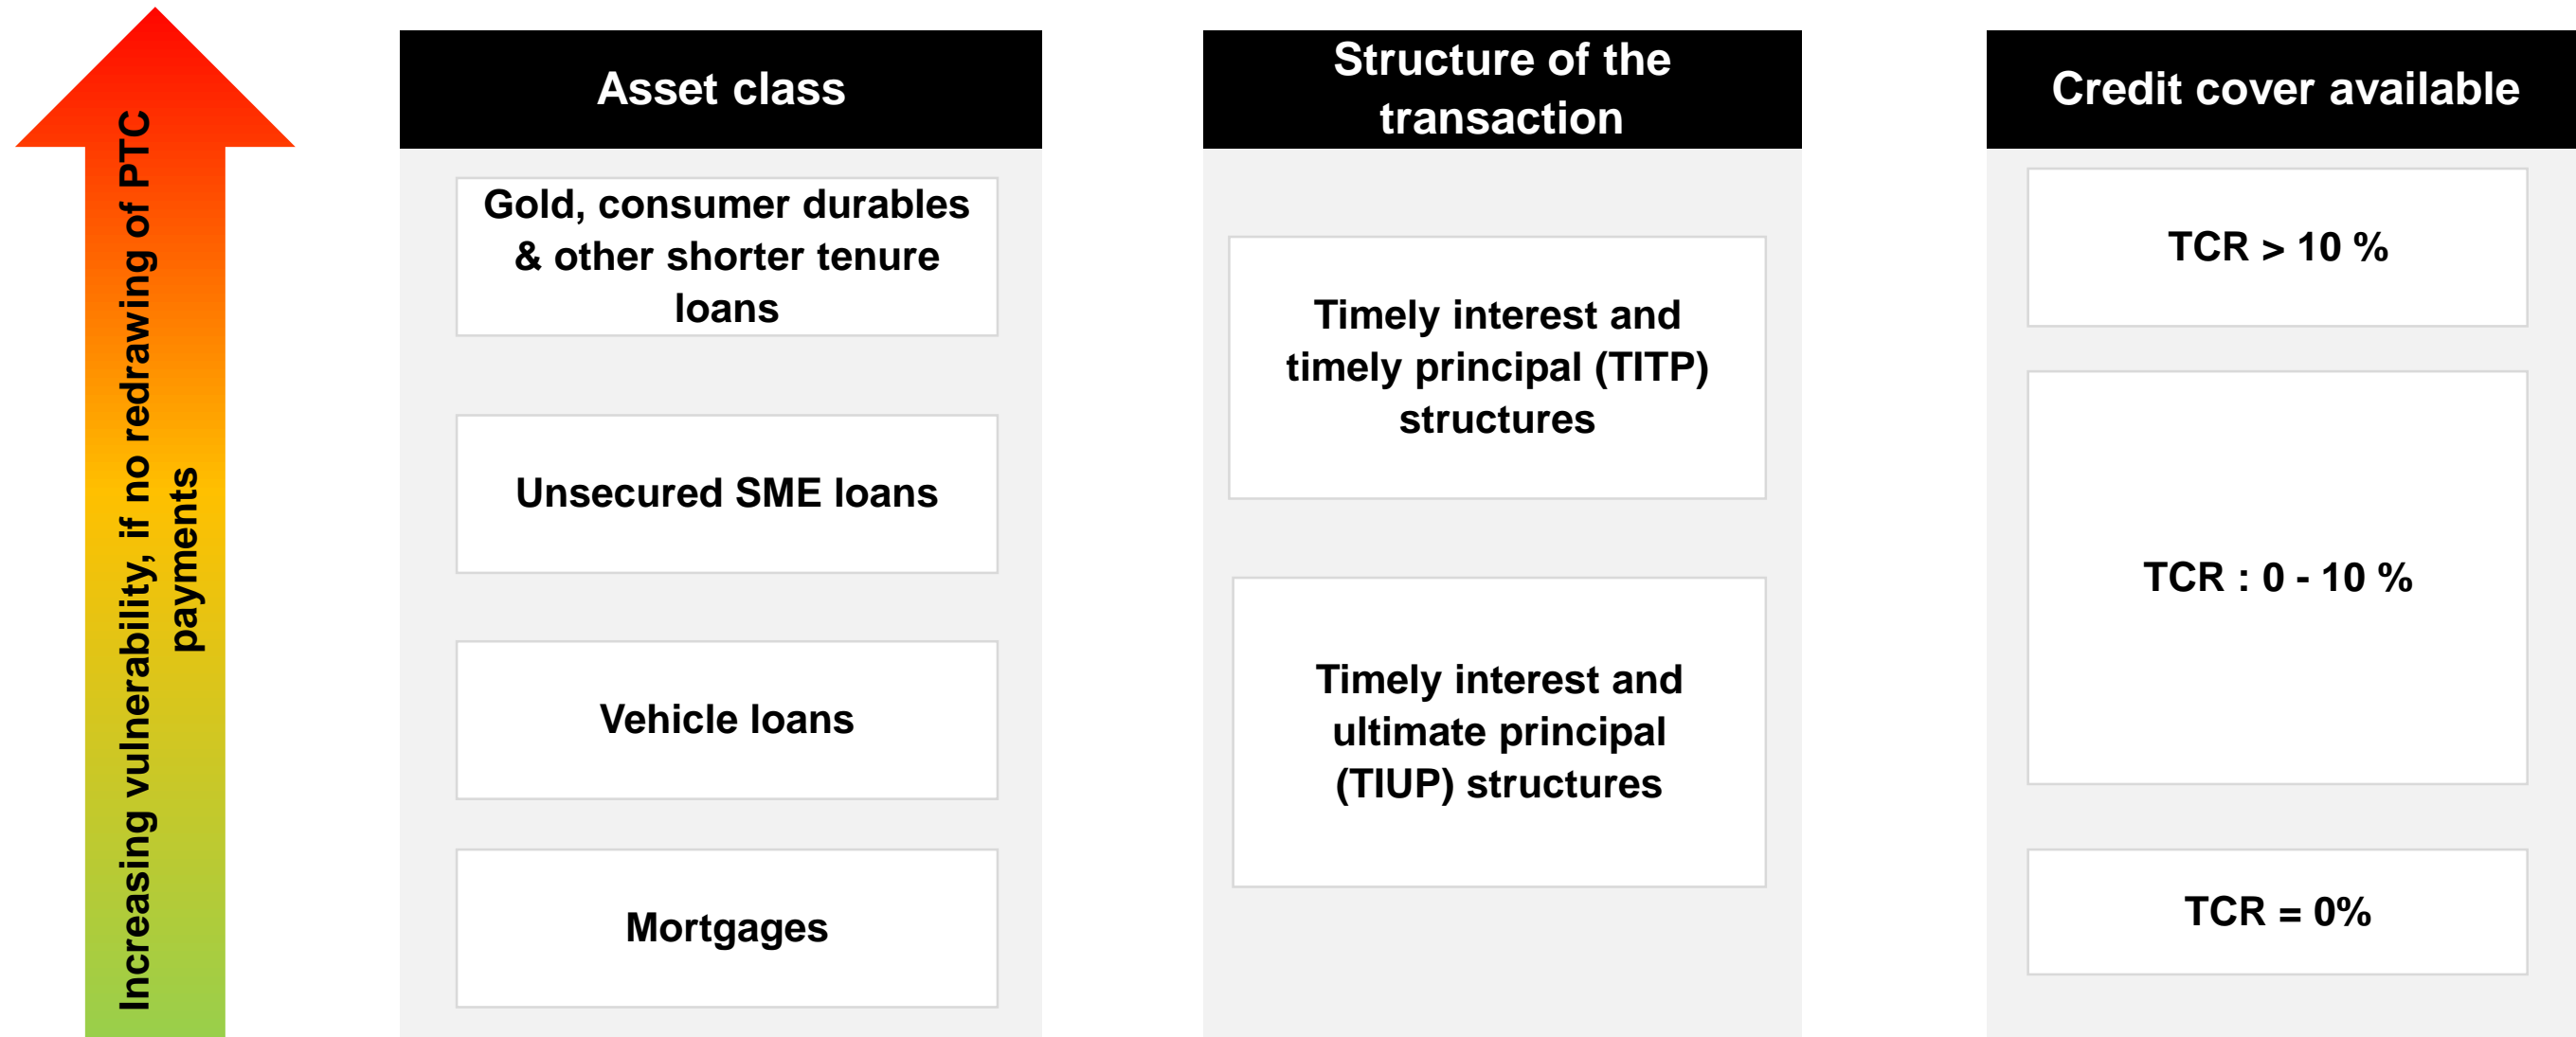 Increasing vulnerability, if no redrawing of PTC
payments
Asset class
Gold, consumer durables
& other shorter tenure
loans
Unsecured SME loans
Vehicle loans
Mortgages
Structure of the
transaction
Timely interest and
timely principal (TITP)
structures
Timely interest and
ultimate principal
(TIUP) structures
Credit cover available
TCR > 10 %
TCR : 0 - 10 %
TCR = 0%